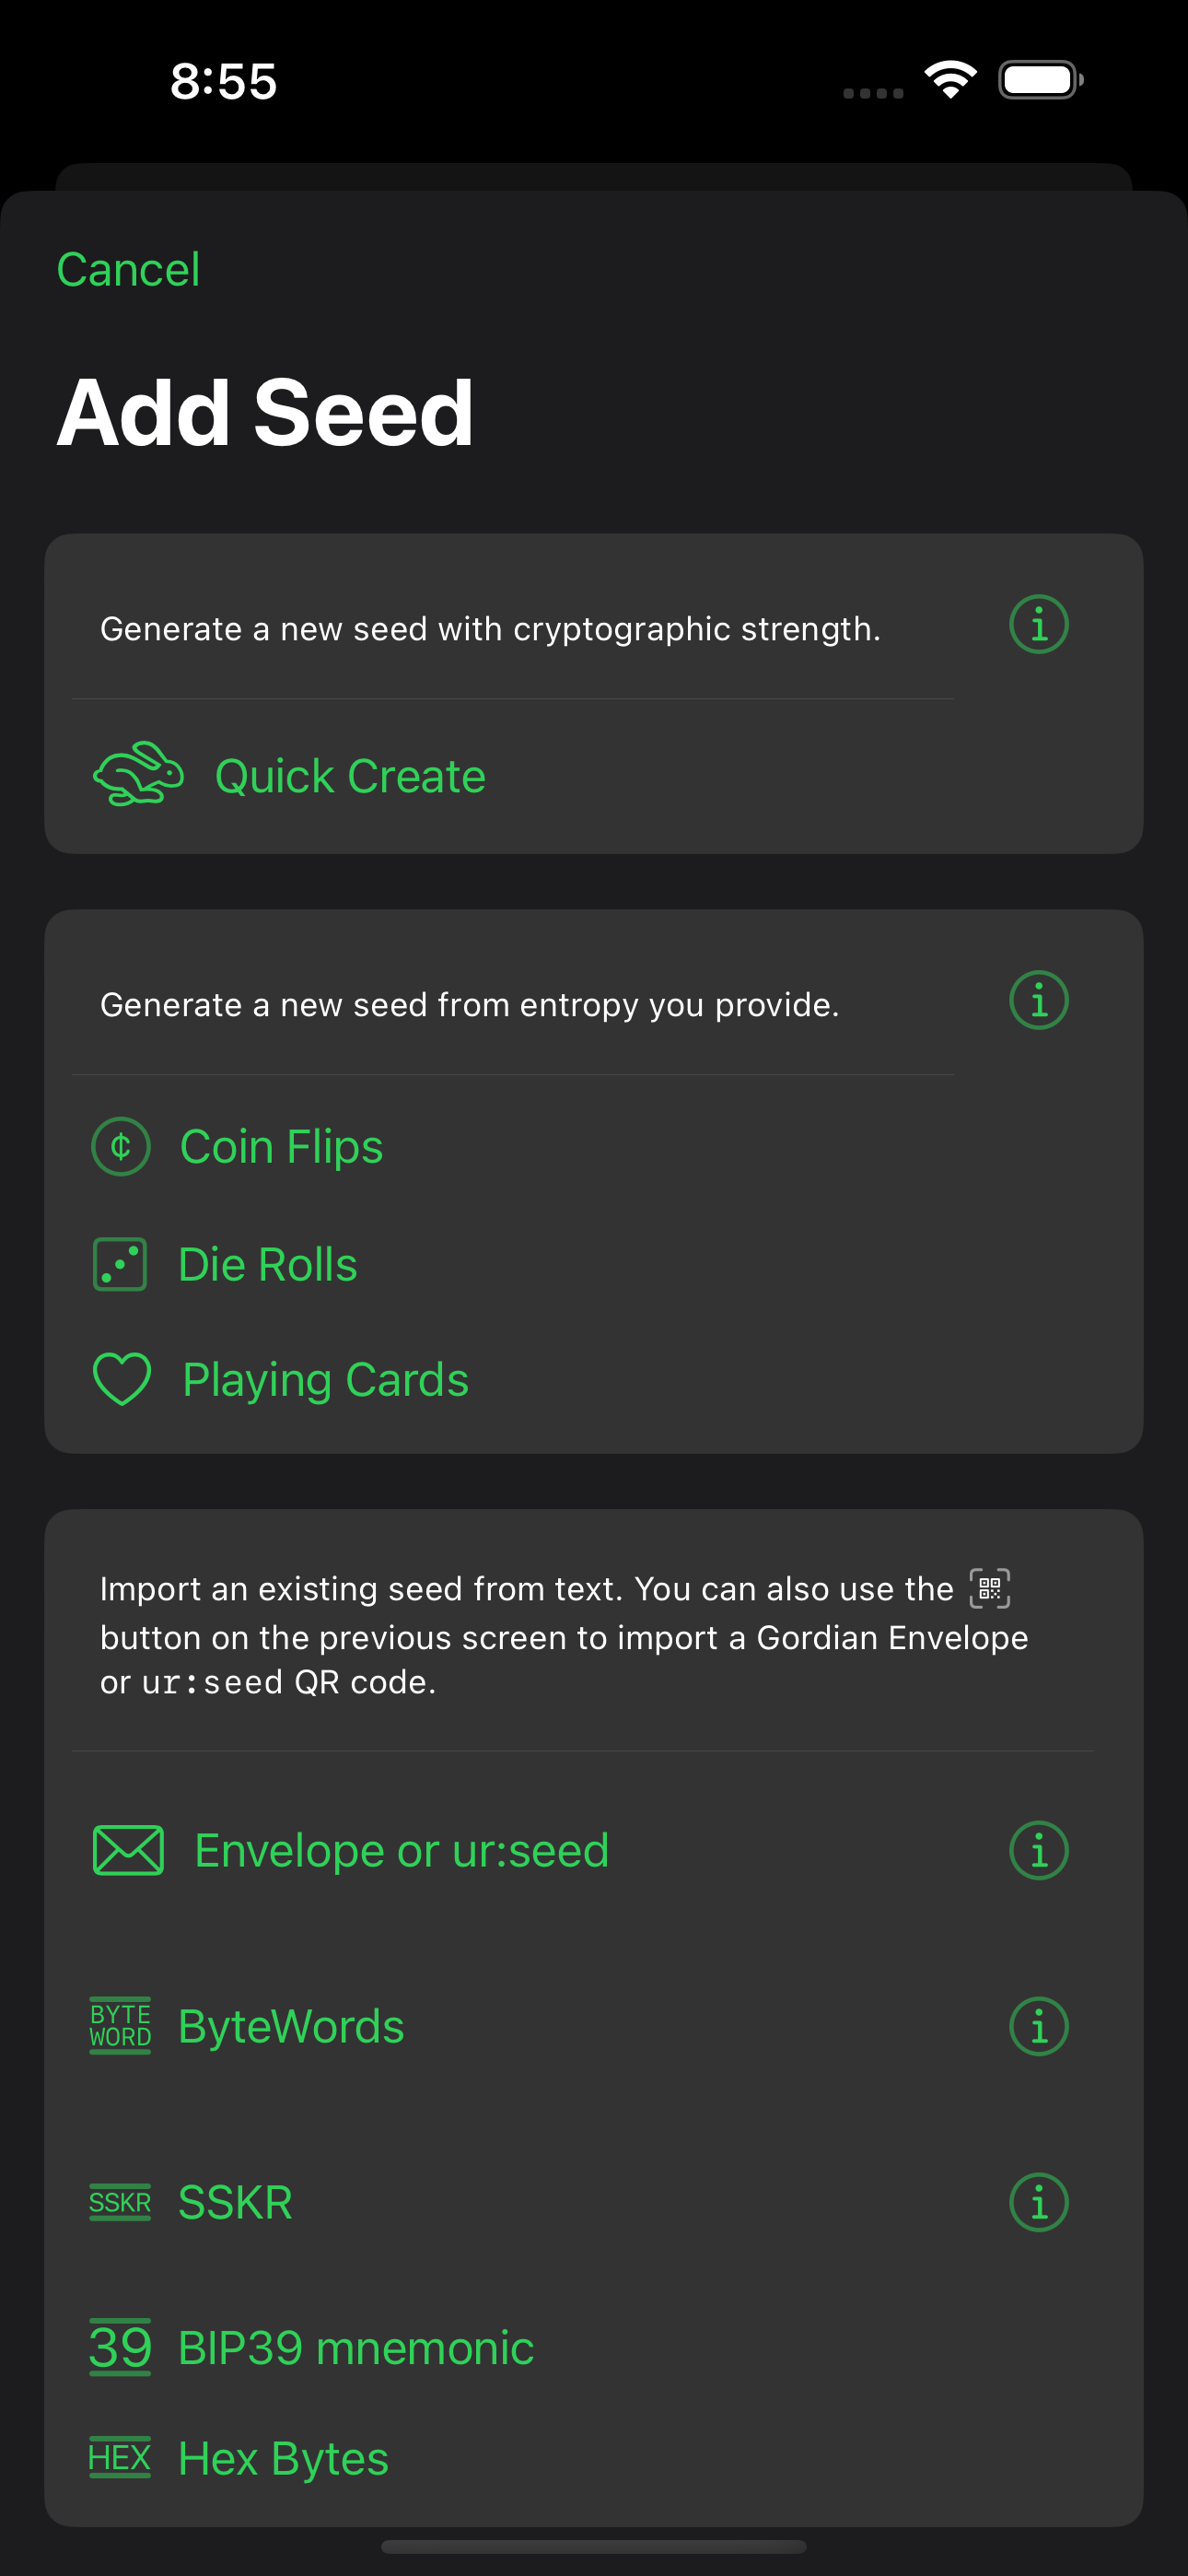 8:55
Cancel
Add Seed
Generate a new seed with cryptographic strength.
Quick Create
Generate a new seed from entropy you provide.
¢ Coin Flips
Die Rolls
Playing Cards
Import an existing seed from text. You can also use the
button on the previous screen to import a Gordian Envelope
or ur:seed QR code.
Envelope or ur:seed
BYTE
WORD
ByteWords
SSKR SSKR
39 BIP39 mnemonic
HEX Hex Bytes